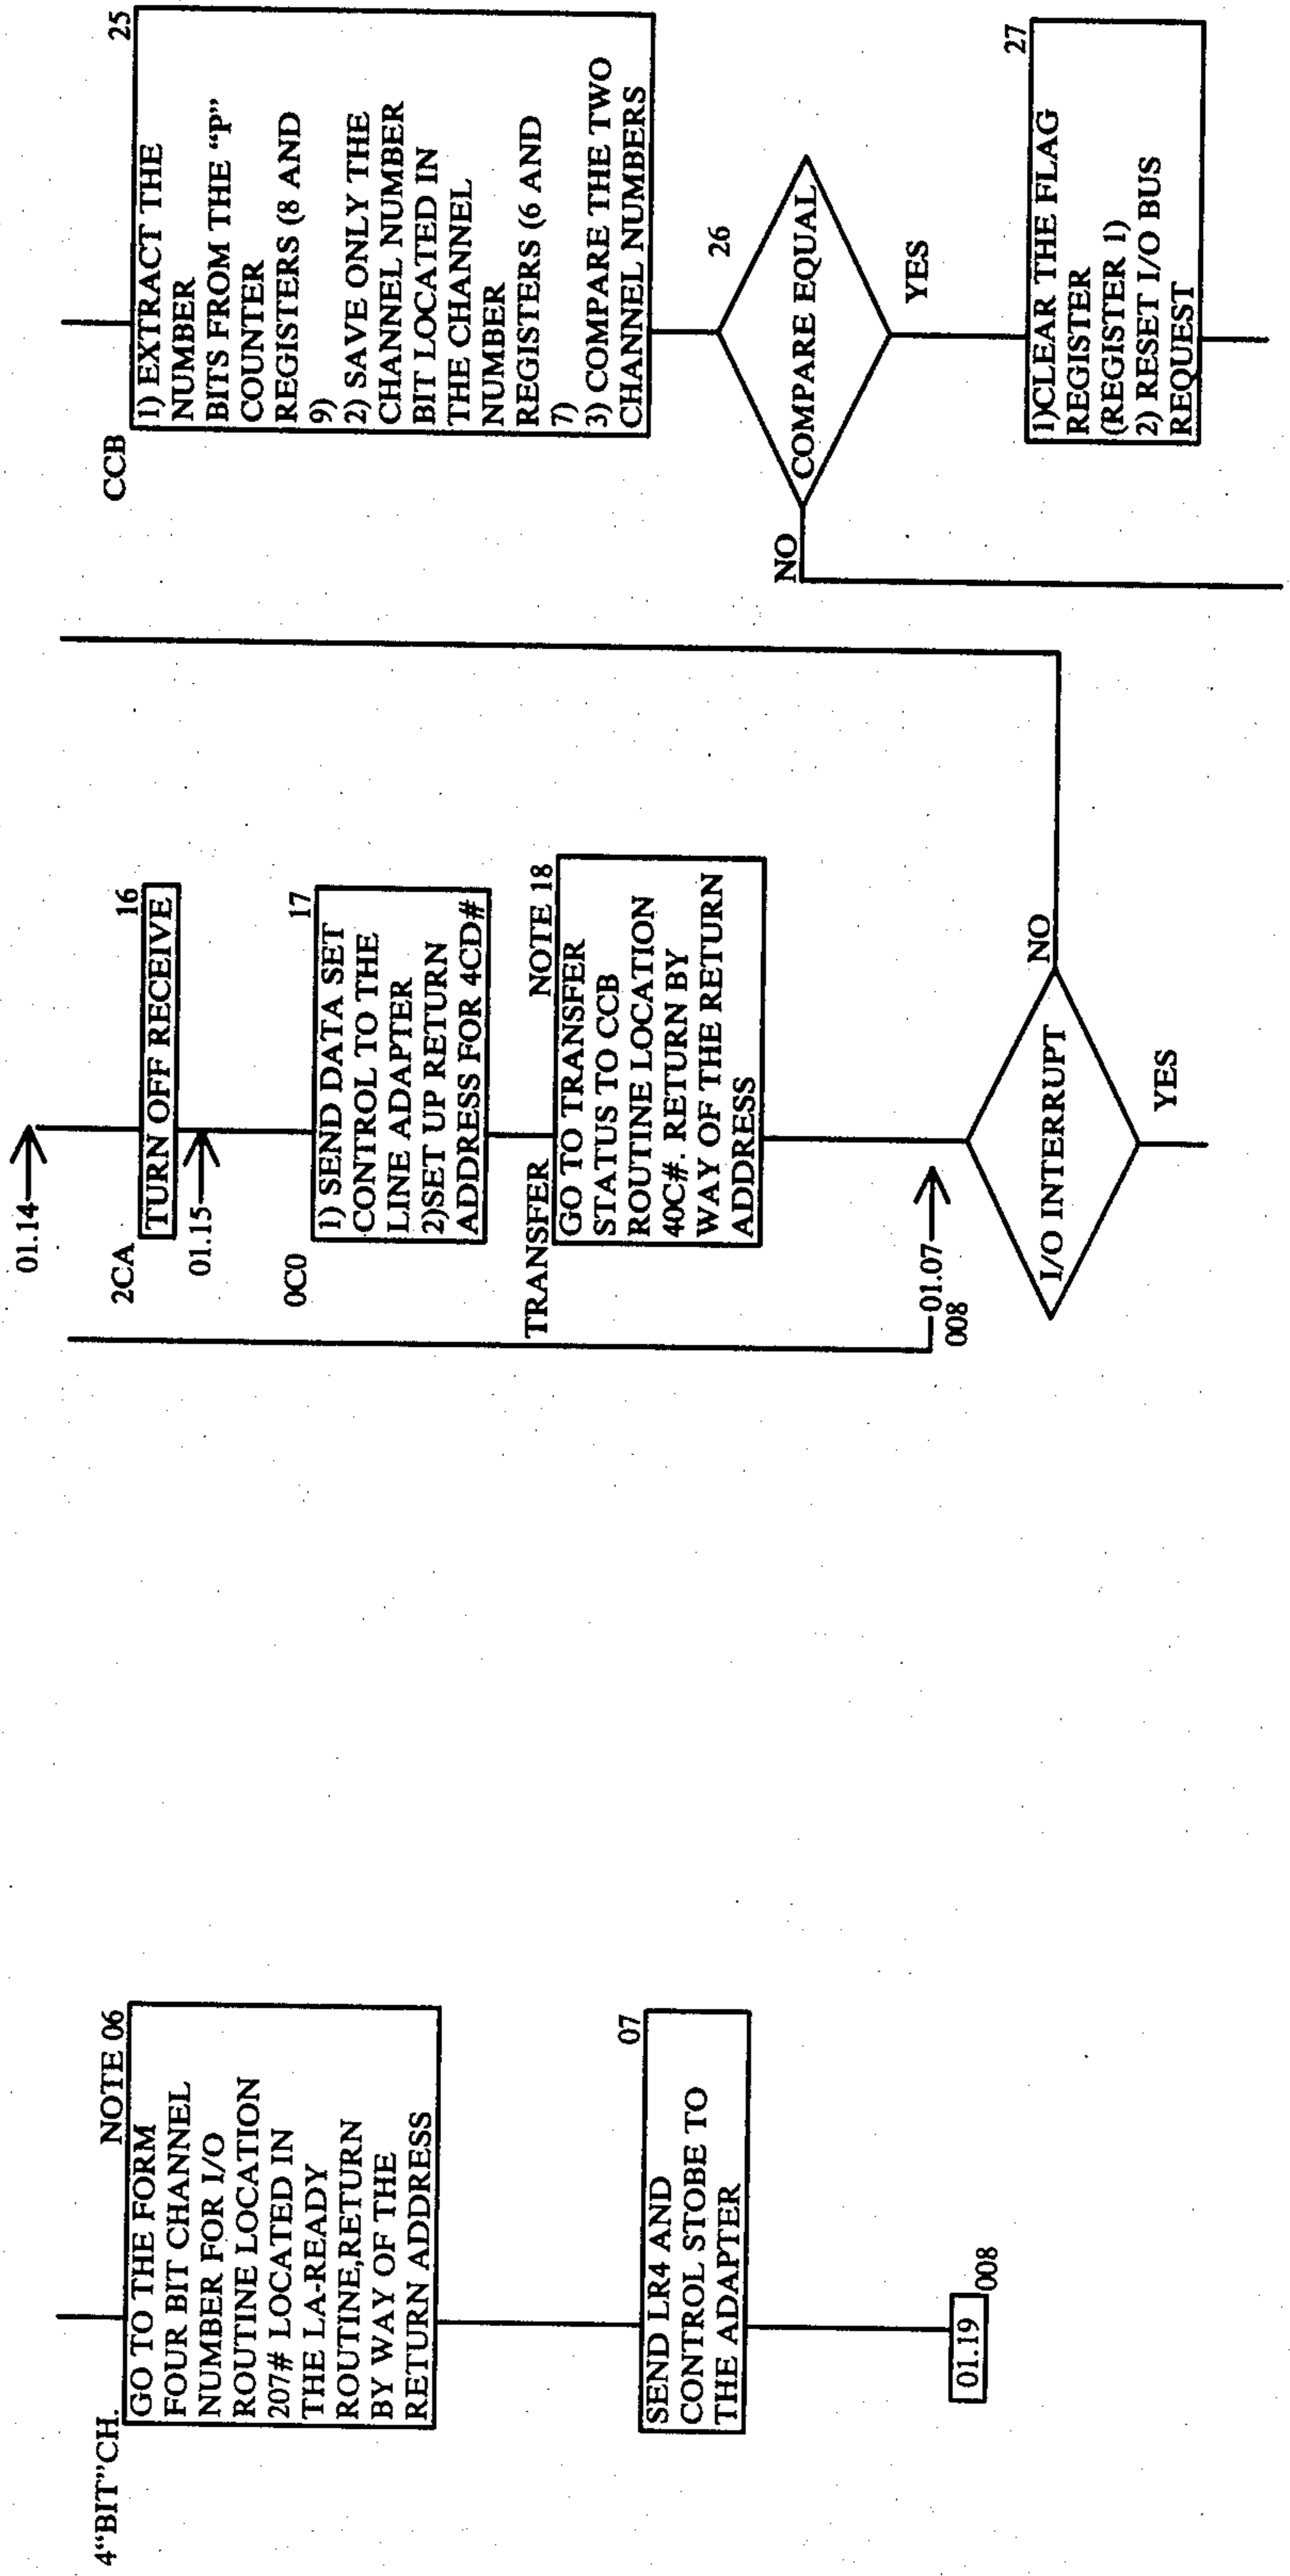 4“BIT”CH.
NOTE 06
GO TO THE FORM
FOUR BIT CHANNEL
NUMBER FOR I/O
ROUTINE LOCATION
207# LOCATED IN
THE LA-READY
ROUTINE,RETURN
BY WAY OF THE
RETURN ADDRESS
07
SEND LR4 AND
CONTROL STOBE TO
THE ADAPTER
01.19
008
01.14
2CA
16
TURN OFF RECEIVE
01.15
0C0
17
1) SEND DATA SET
CONTROL TO THE
LINE ADAPTER
2)SET UP RETURN
ADDRESS FOR 4CD#
TRANSFER
NOTE 18
GO TO TRANSFER
STATUS TO CCB
ROUTINE LOCATION
40C#. RETURN BY
WAY OF THE RETURN
ADDRESS
01.07
008
I/O INTERRUPT
NO
YES
CCB
25
1) EXTRACT THE
NUMBER
BITS FROM THE “P”
COUNTER
REGISTERS (8 AND
9)
2) SAVE ONLY THE
CHANNEL NUMBER
BIT LOCATED IN
THE CHANNEL
NUMBER
REGISTERS (6 AND
7)
3) COMPARE THE TWO
CHANNEL NUMBERS
26
COMPARE EQUAL
NO
YES
27
1)CLEAR THE FLAG
REGISTER
(REGISTER 1)
2) RESET I/O BUS
REQUEST